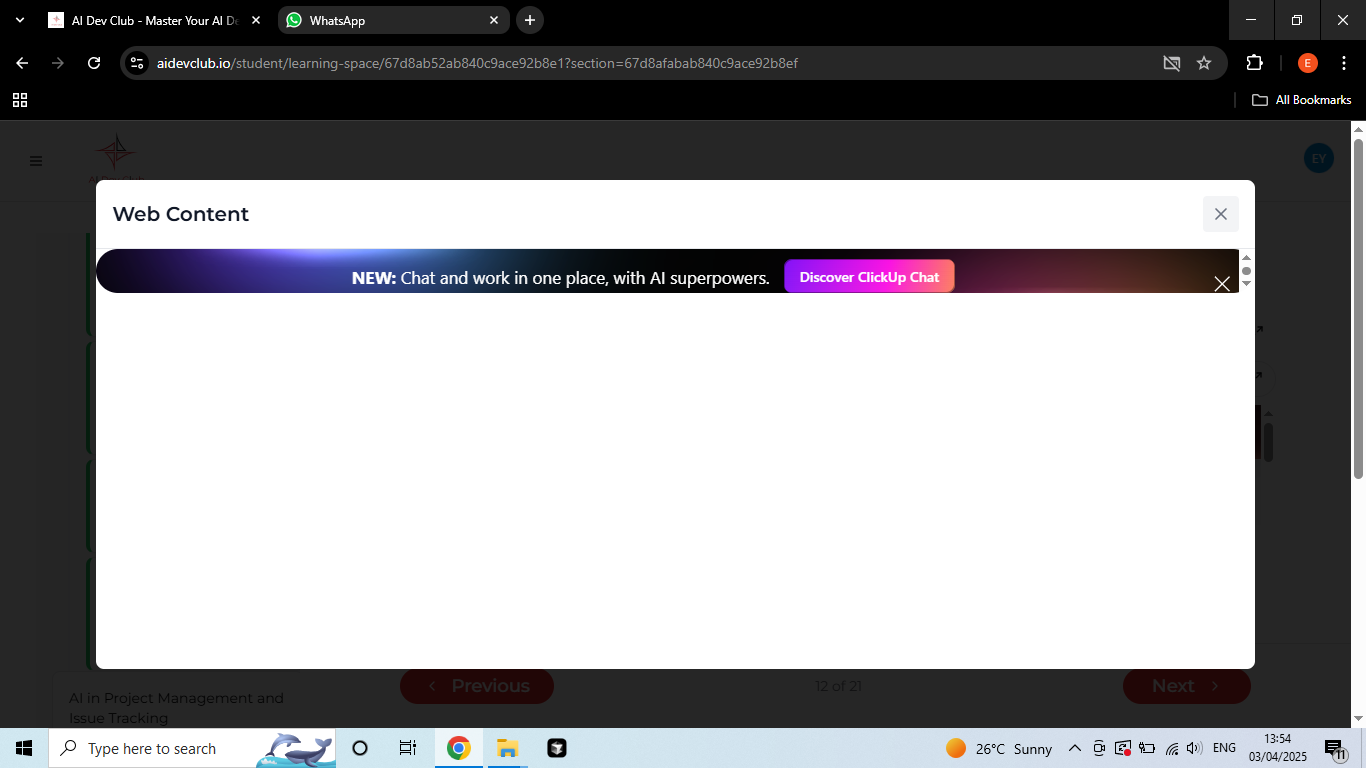 AI Dev Club - Master Your AI De
WhatsApp
aidevclub.io/student/learning-space/67d8ab52ab840c9ace92b8e1?section=67d8afabab840c9ace92b8ef
E
All Bookmarks
EY
Web Content
NEW: Chat and work in one place, with AI superpowers.
Discover ClickUp Chat
Previous
12 of 21
Next
AI in Project Management and
Issue Tracking
Type here to search
26°C Sunny
ENG
13:54
03/04/2025
11